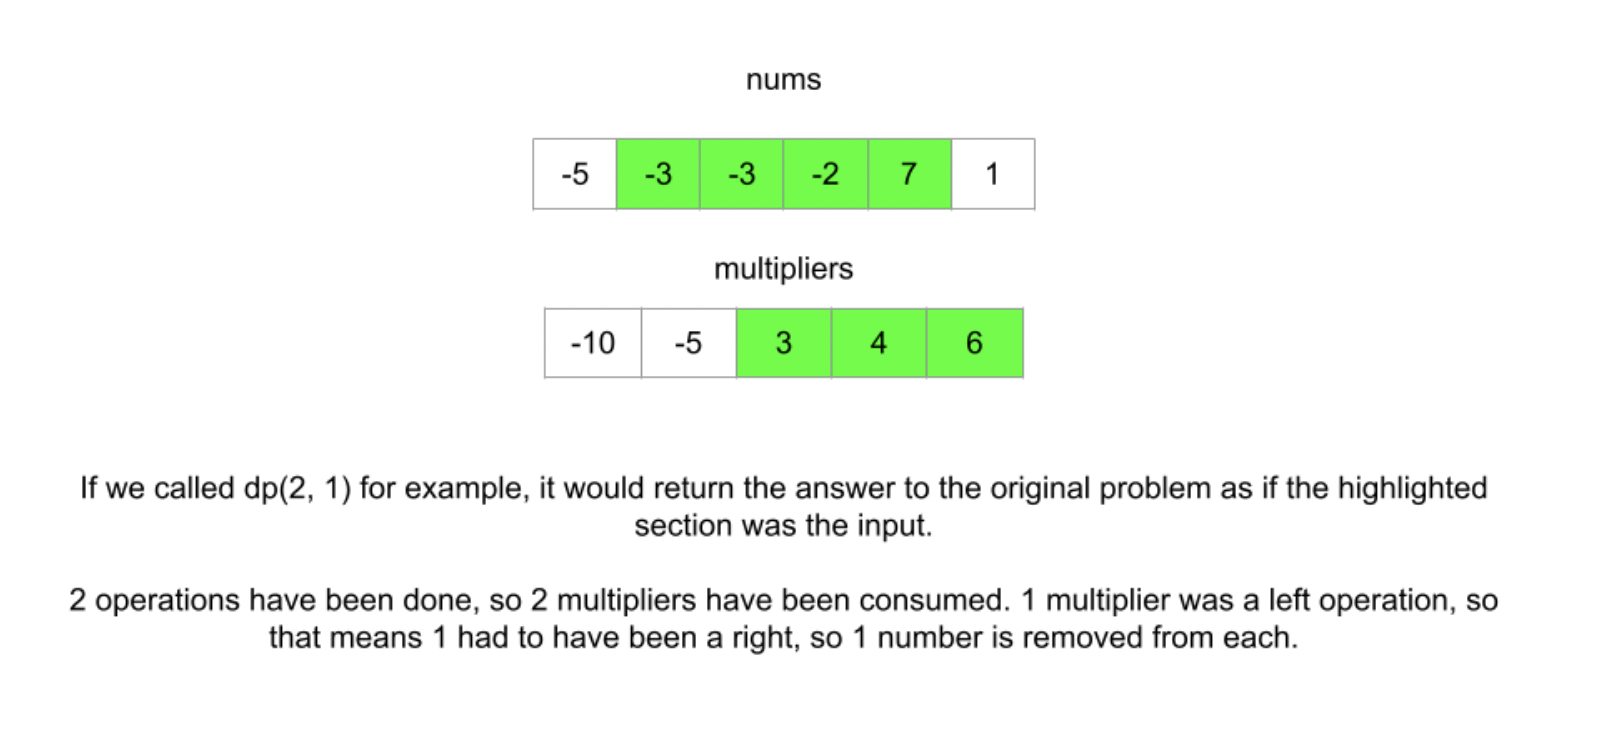 nums
-5 -3 -3 -2 7 1
multipliers
-10 -5 3 4 6
If we called dp(2, 1) for example, it would return the answer to the original problem as if the highlighted
section was the input.
2 operations have been done, so 2 multipliers have been consumed. 1 multiplier was a left operation, so
that means 1 had to have been a right, so 1 number is removed from each.